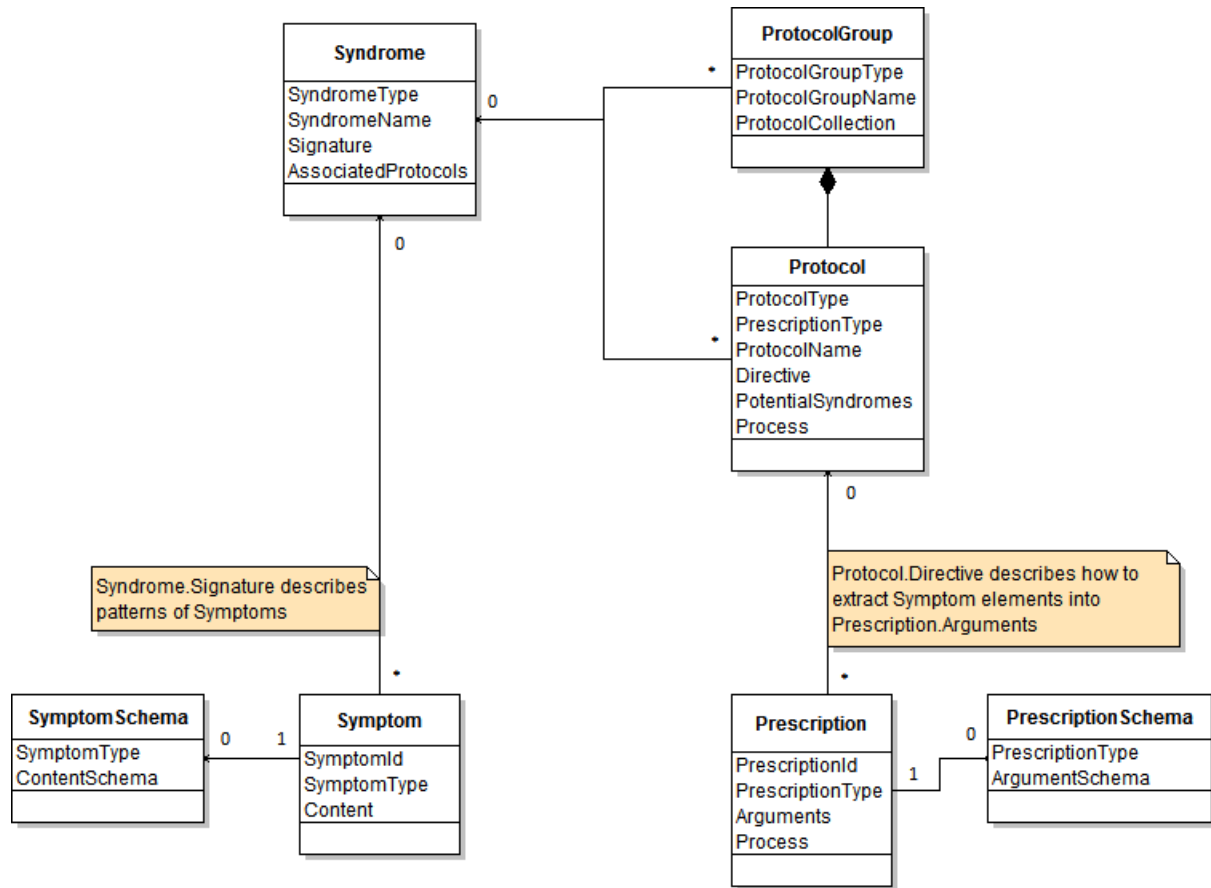 Syndrome
SyndromeType
SyndromeName
Signature
AssociatedProtocols
ProtocolGroup
ProtocolGroupType
ProtocolGroupName
ProtocolCollection
*
0
0
Protocol
ProtocolType
PrescriptionType
ProtocolName
Directive
PotentialSyndromes
Process
*
0
Syndrome.Signature describes
patterns of Symptoms
Protocol.Directive describes how to
extract Symptom elements into
Prescription.Arguments
*
*
SymptomSchema
SymptomType
ContentSchema
0
1
Symptom
SymptomId
SymptomType
Content
Prescription
PrescriptionId
PrescriptionType
Arguments
Process
1
0
PrescriptionSchema
PrescriptionType
ArgumentSchema